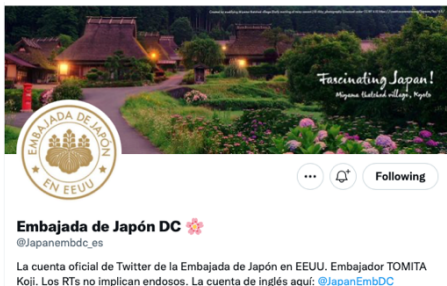 Fascinating Japan!
Miyama thatched village, Kyoto
EMBAJADA DE JAPÓN
EN EEUU
Following
Embajada de Japón DC 🌸
@Japanembdc_es
La cuenta oficial de Twitter de la Embajada de Japón en EEUU. Embajador TOMITA
Koji. Los RTs no implican endosos. La cuenta de inglés aquí: @JapanEmbDC